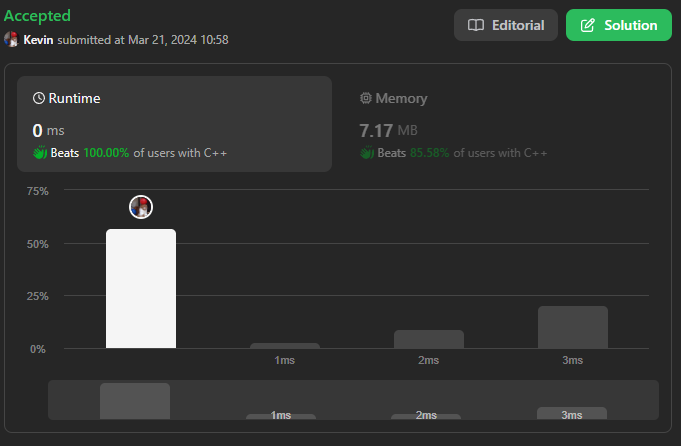 Accepted
Kevin submitted at Mar 21, 2024 10:58
Editorial
Solution
Runtime
0 ms
Beats 100.00% of users with C++
Memory
7.17 MB
Beats 85.58% of users with C++
75%
50%
25%
0%
1ms 2ms 3ms
1ms 2ms 3ms